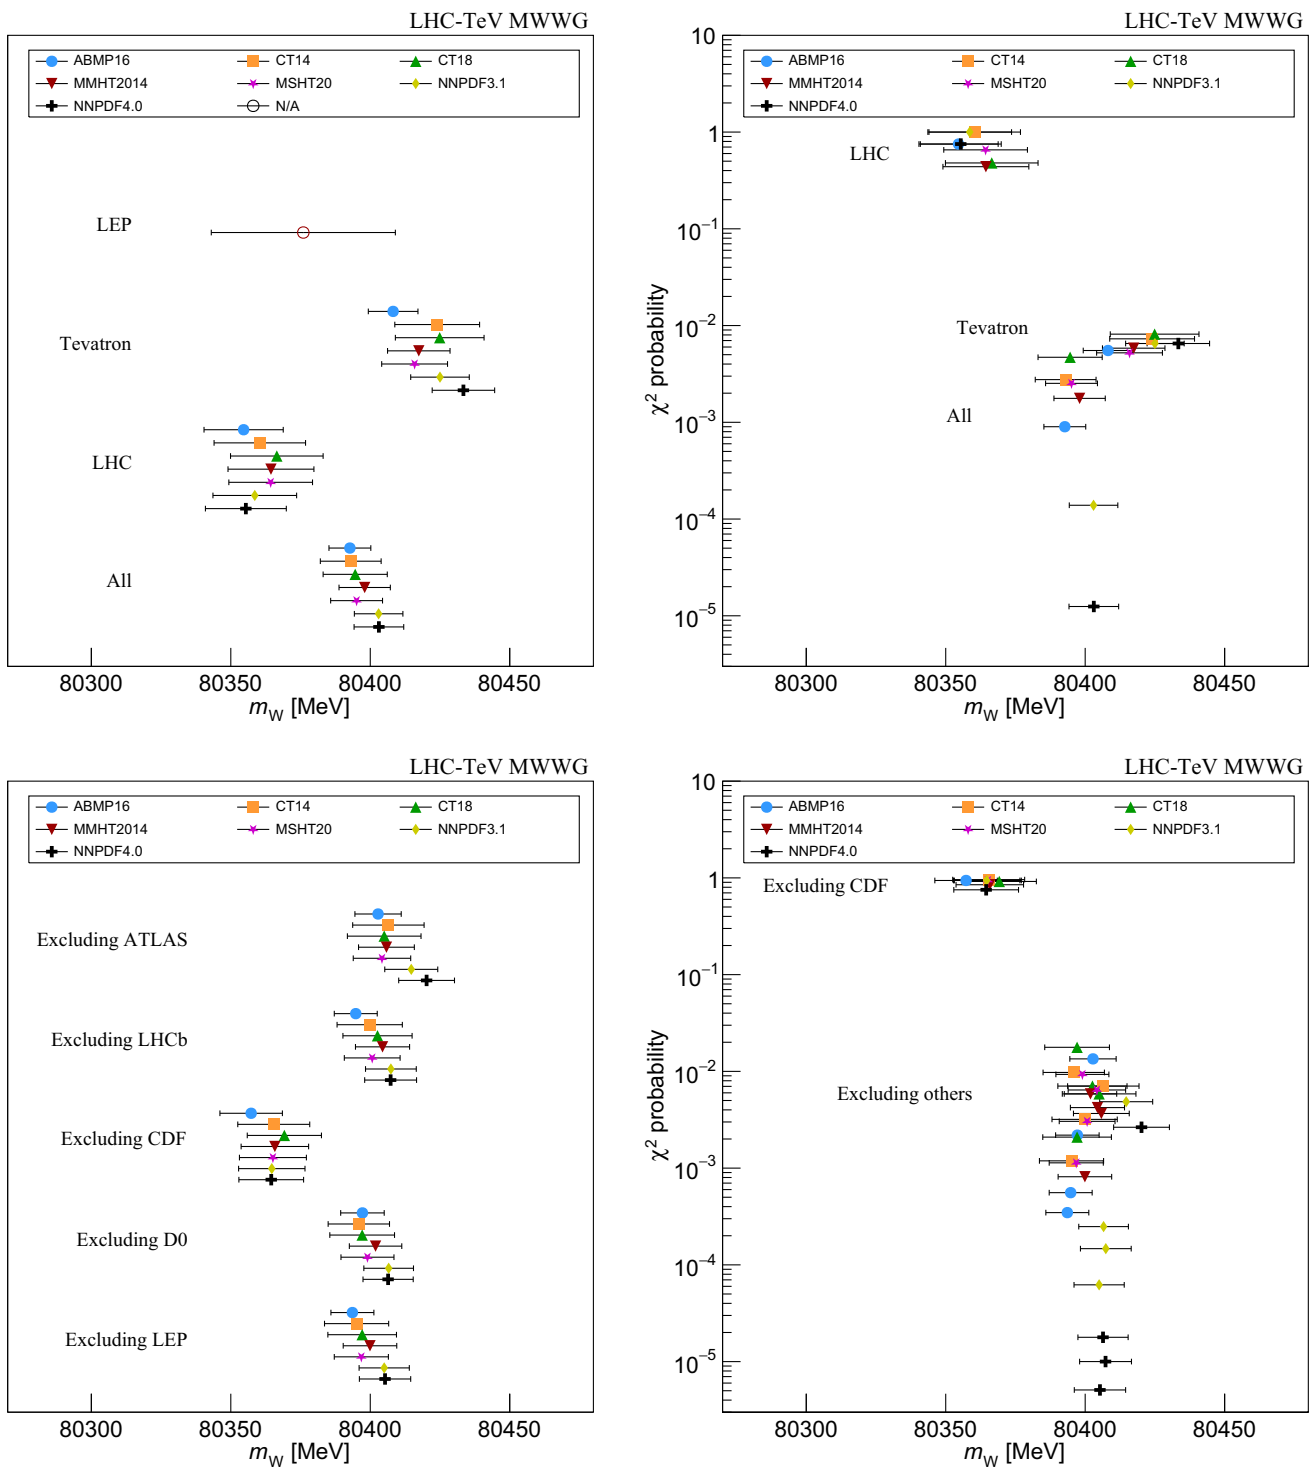 LHC-TeV MWWG
ABMP16 CT14 CT18
MMHT2014 MSHT20 NNPDF3.1
NNPDF4.0 N/A
LEP
Tevatron
LHC
All
80300 80350 80400 80450
m_W [MeV]
LHC-TeV MWWG
10
ABMP16 CT14 CT18
MMHT2014 MSHT20 NNPDF3.1
NNPDF4.0
1
LHC
10⁻¹
Tevatron
10⁻²
All
10⁻³
10⁻⁴
10⁻⁵
χ² probability
80300 80350 80400 80450
m_W [MeV]
LHC-TeV MWWG
ABMP16 CT14 CT18
MMHT2014 MSHT20 NNPDF3.1
NNPDF4.0
Excluding ATLAS
Excluding LHCb
Excluding CDF
Excluding D0
Excluding LEP
80300 80350 80400 80450
m_W [MeV]
LHC-TeV MWWG
10
ABMP16 CT14 CT18
MMHT2014 MSHT20 NNPDF3.1
NNPDF4.0
1
Excluding CDF
10⁻¹
10⁻²
Excluding others
10⁻³
10⁻⁴
10⁻⁵
χ² probability
80300 80350 80400 80450
m_W [MeV]